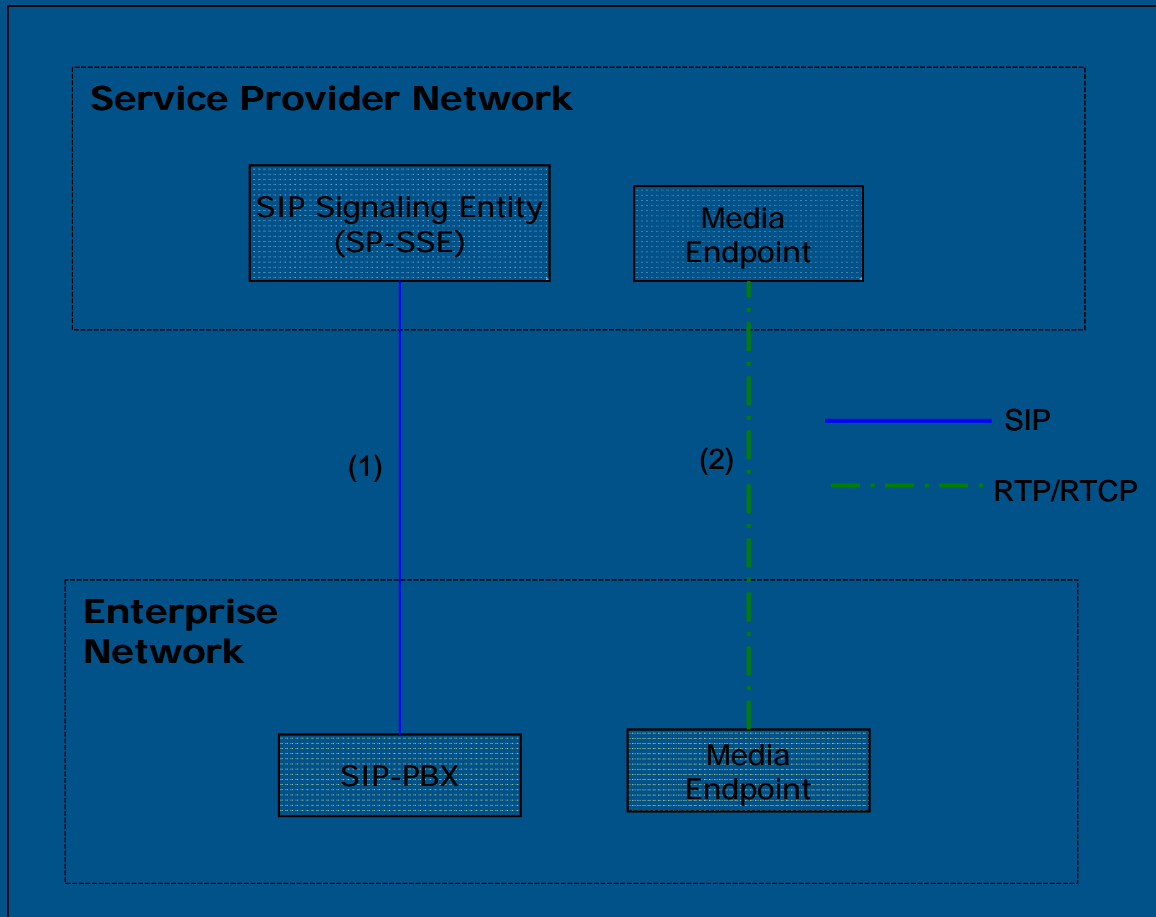 Service Provider Network
SIP Signaling Entity
(SP-SSE)
Media
Endpoint
SIP
(1)
(2)
RTP/RTCP
Enterprise
Network
SIP-PBX
Media
Endpoint